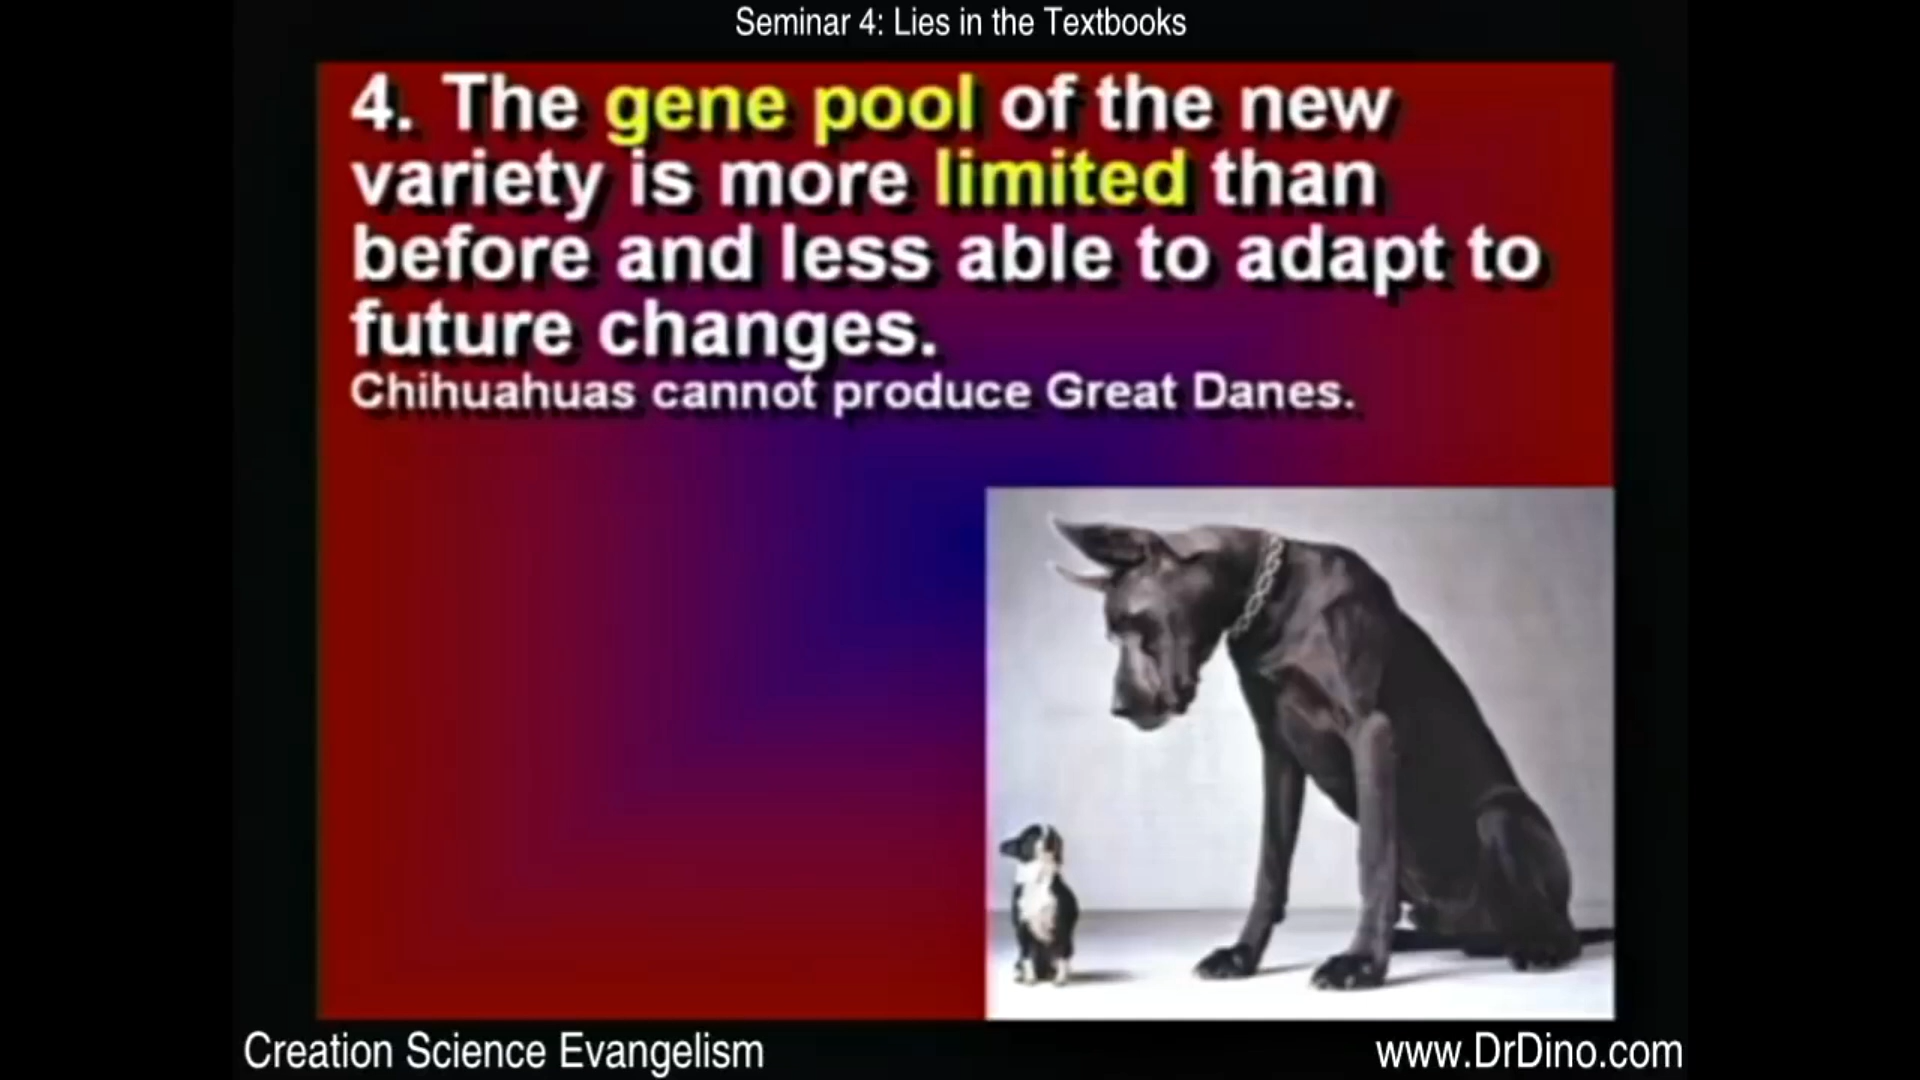 Seminar 4: Lies in the Textbooks
4. The gene pool of the new
variety is more limited than
before and less able to adapt to
future changes.
Chihuahuas cannot produce Great Danes.
Creation Science Evangelism
www.DrDino.com